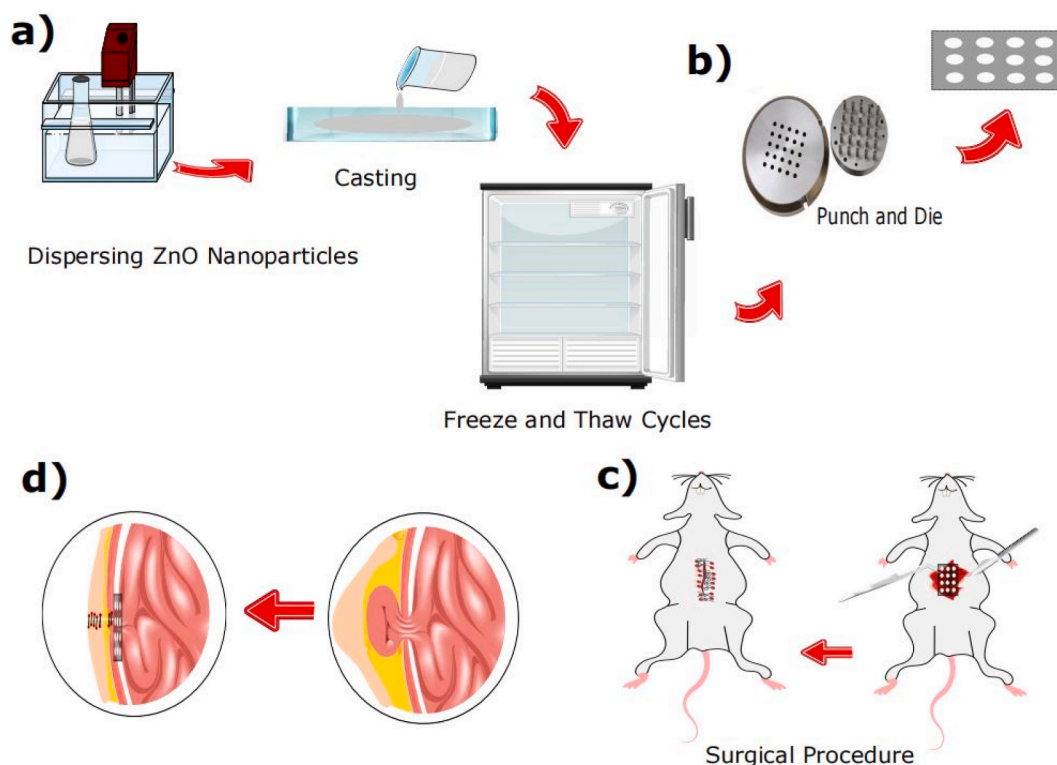 a)
Dispersing ZnO Nanoparticles
Casting
Freeze and Thaw Cycles
b)
Punch and Die
d)
c)
Surgical Procedure